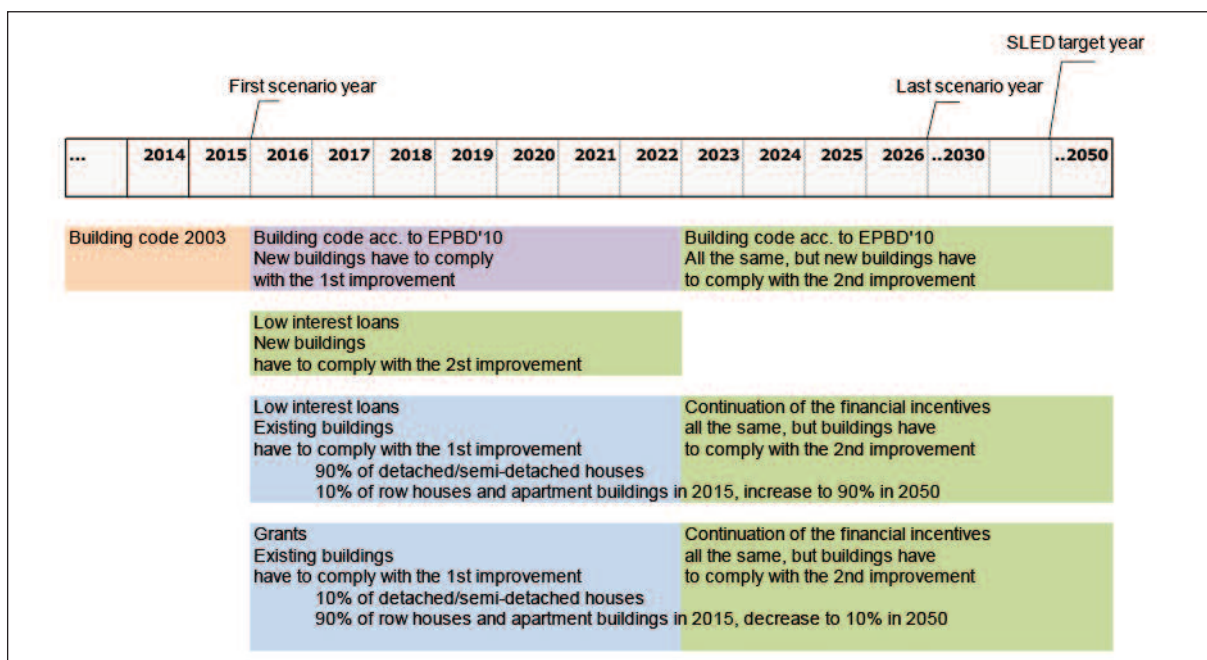 SLED target year
First scenario year
Last scenario year
... 2014 2015 2016 2017 2018 2019 2020 2021 2022 2023 2024 2025 2026 ..2030 ..2050
Building code 2003
Building code acc. to EPBD'10
New buildings have to comply
with the 1st improvement
Building code acc. to EPBD'10
All the same, but new buildings have
to comply with the 2nd improvement
Low interest loans
New buildings
have to comply with the 2st improvement
Low interest loans
Existing buildings
have to comply with the 1st improvement
90% of detached/semi-detached houses
10% of row houses and apartment buildings in 2015, increase to 90% in 2050
Continuation of the financial incentives
all the same, but buildings have
to comply with the 2nd improvement
Grants
Existing buildings
have to comply with the 1st improvement
10% of detached/semi-detached houses
90% of row houses and apartment buildings in 2015, decrease to 10% in 2050
Continuation of the financial incentives
all the same, but buildings have
to comply with the 2nd improvement